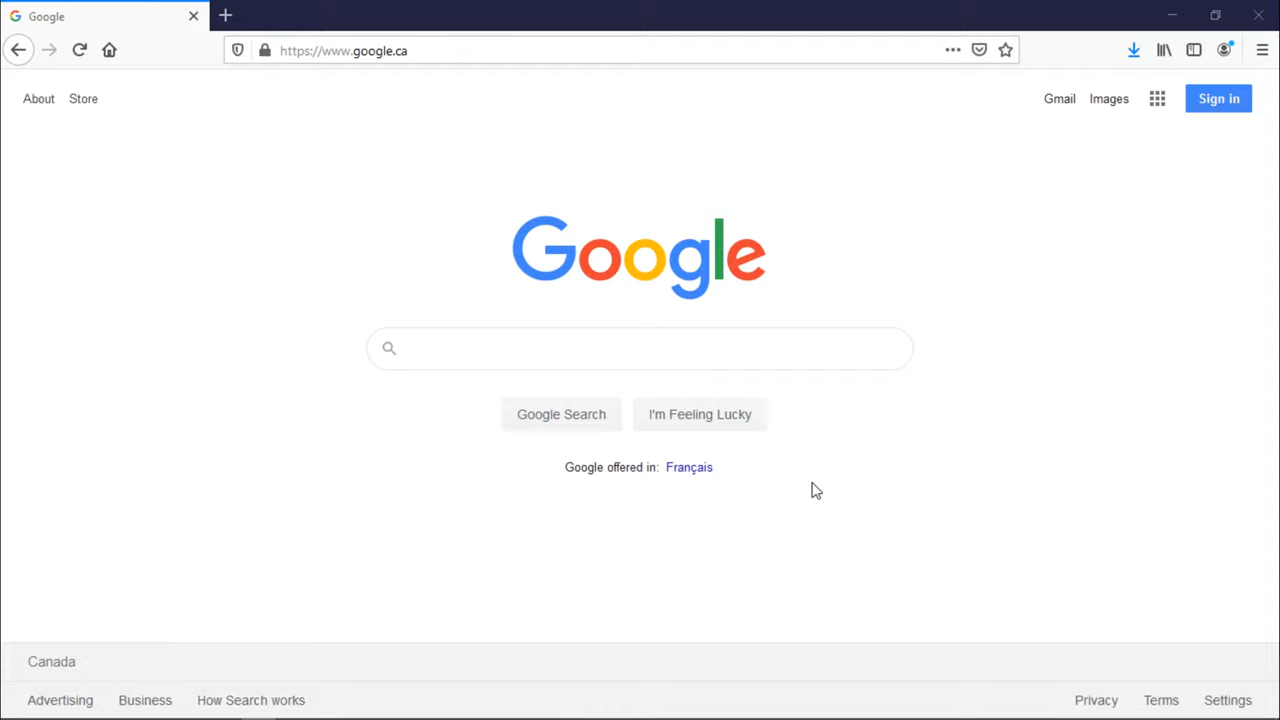 Google
https://www.google.ca
About Store
Gmail Images Sign in
Google
Google Search I'm Feeling Lucky
Google offered in: Français
Canada
Advertising Business How Search works
Privacy Terms Settings